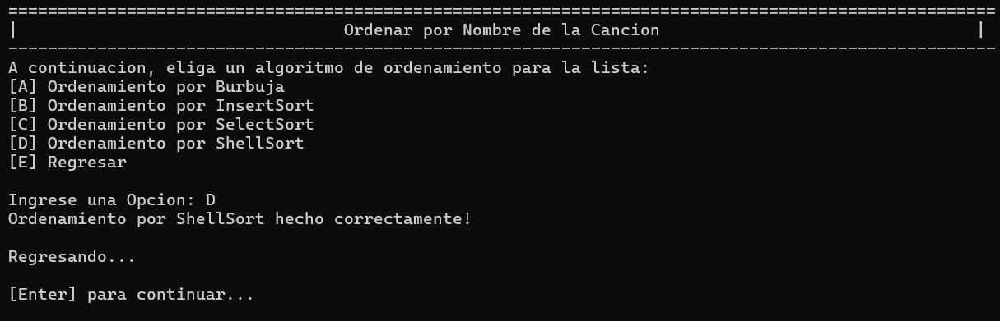 ====================================================================================================
| Ordenar por Nombre de la Cancion |
----------------------------------------------------------------------------------------------------
A continuacion, eliga un algoritmo de ordenamiento para la lista:
[A] Ordenamiento por Burbuja
[B] Ordenamiento por InsertSort
[C] Ordenamiento por SelectSort
[D] Ordenamiento por ShellSort
[E] Regresar
Ingrese una Opcion: D
Ordenamiento por ShellSort hecho correctamente!
Regresando...
[Enter] para continuar...